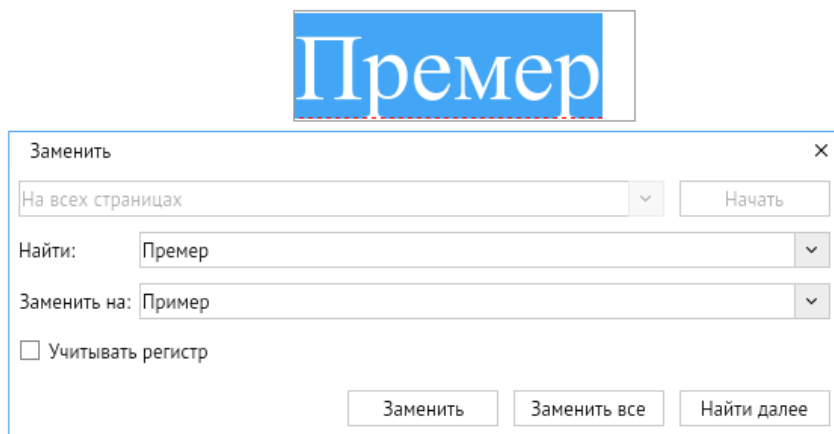 Премер
Заменить
На всех страницах
Начать
Найти: Премер
Заменить на: Пример
Учитывать регистр
Заменить Заменить все Найти далее